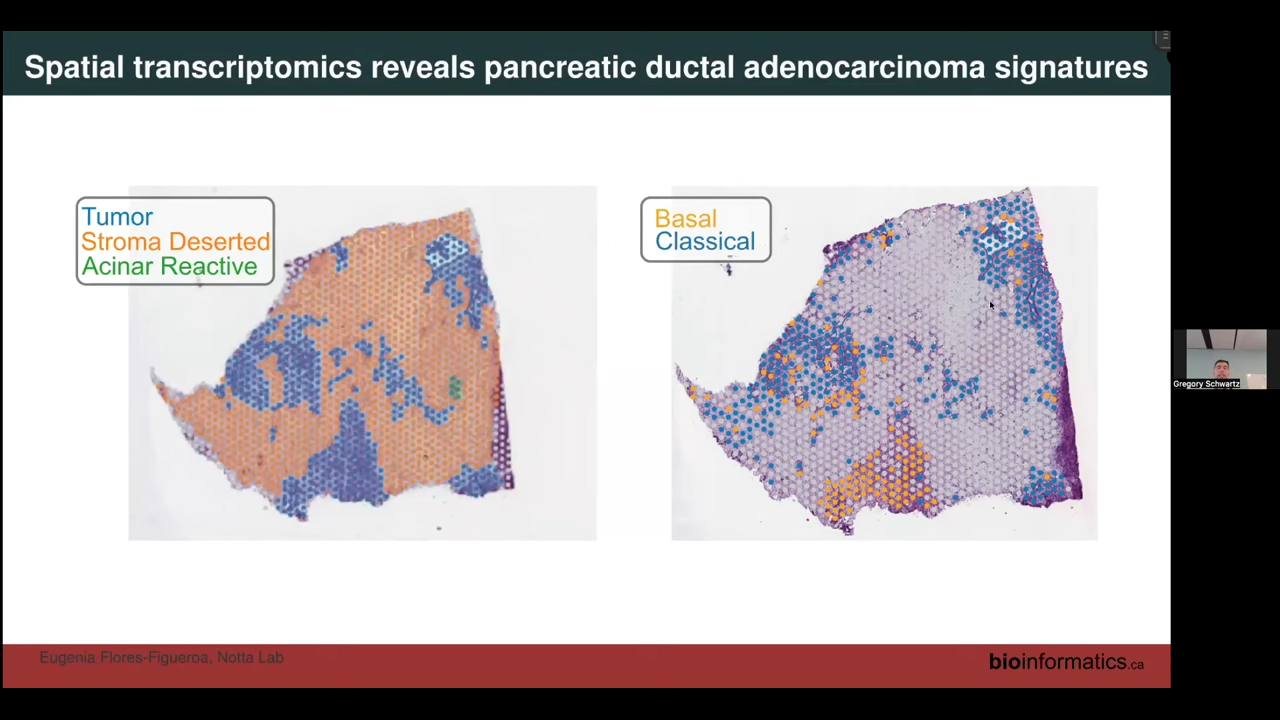 Spatial transcriptomics reveals pancreatic ductal adenocarcinoma signatures
Tumor
Stroma Deserted
Acinar Reactive
Basal
Classical
Gregory Schwartz
Eugenia Flores-Figueroa, Notta Lab
bioinformatics.ca